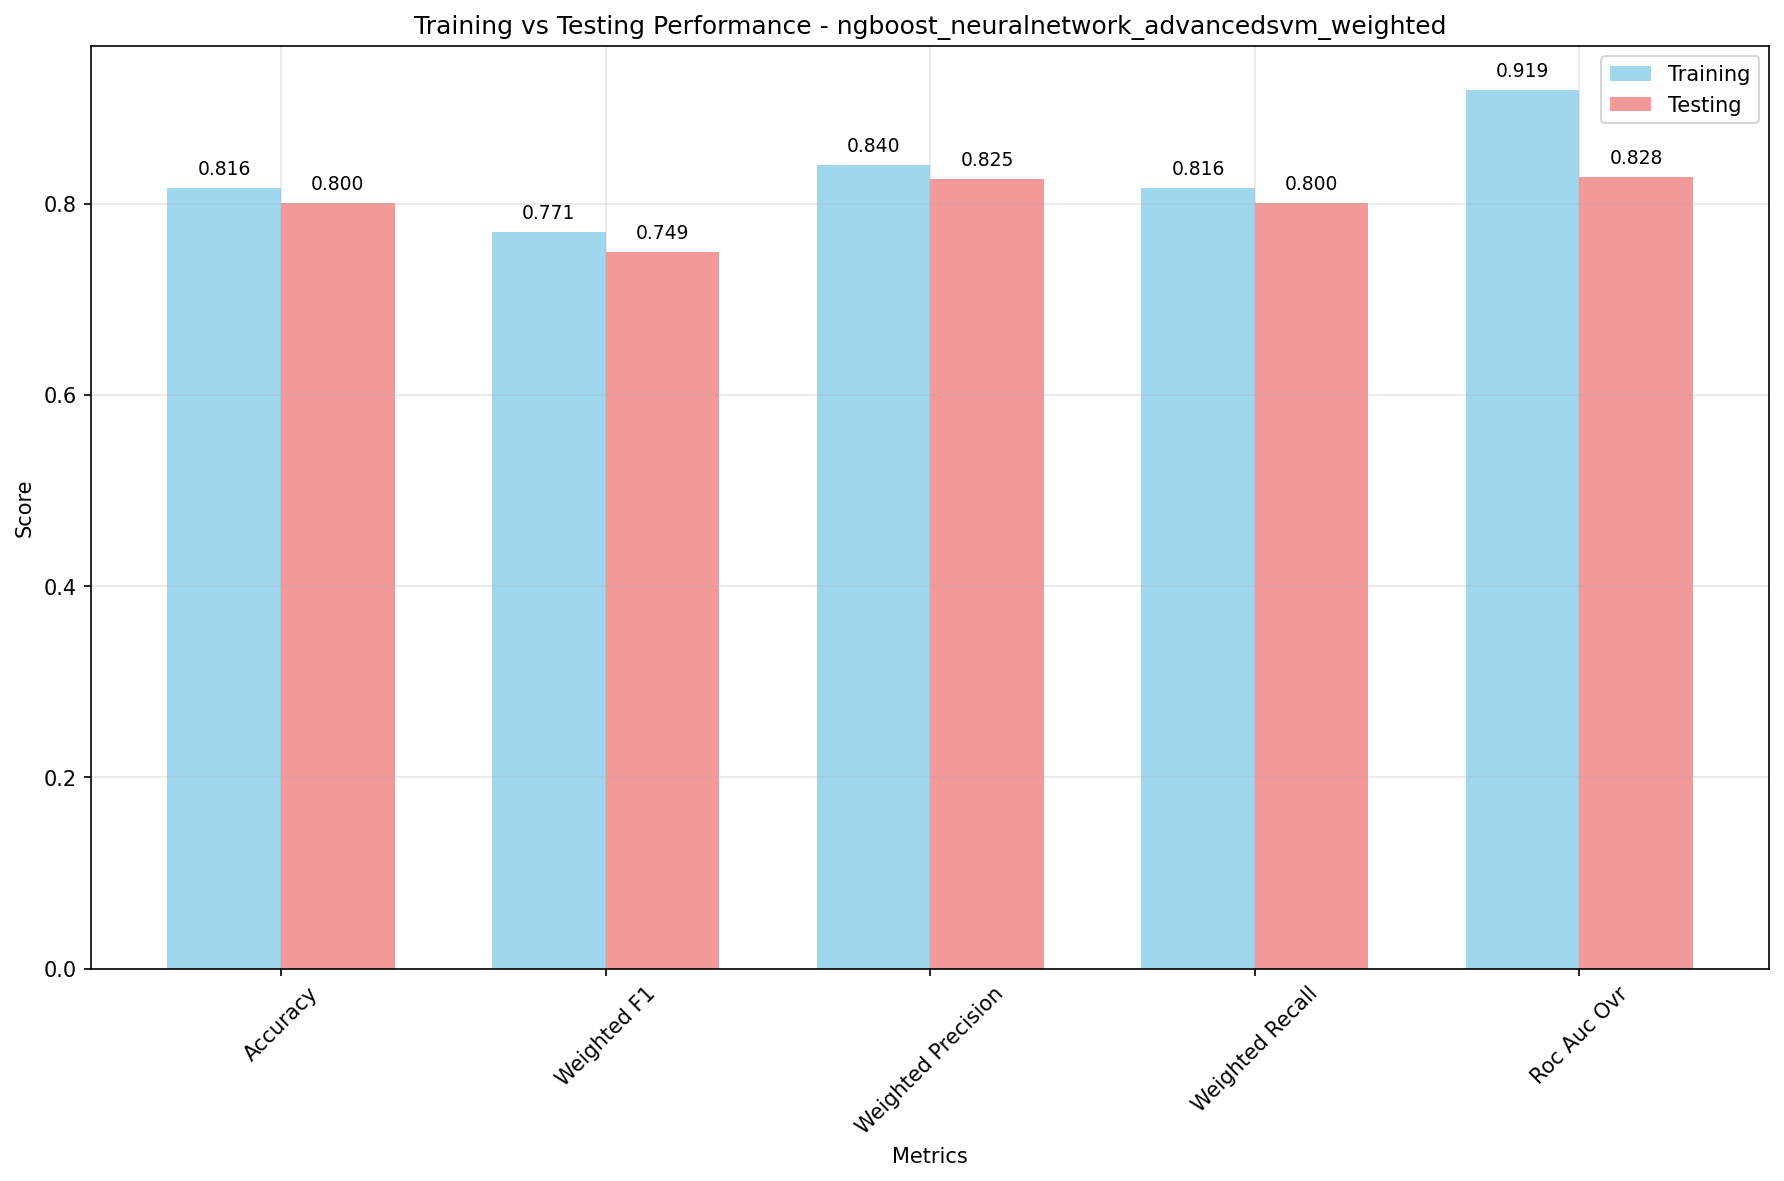 Training vs Testing Performance - ngboost_neuralnetwork_advancedsvm_weighted
Training
Testing
0.919
0.828
0.840
0.825
0.816
0.800
0.816
0.800
0.771
0.749
0.8
0.6
0.4
0.2
0.0
Score
Accuracy
Weighted F1
Weighted Precision
Weighted Recall
Roc Auc Ovr
Metrics